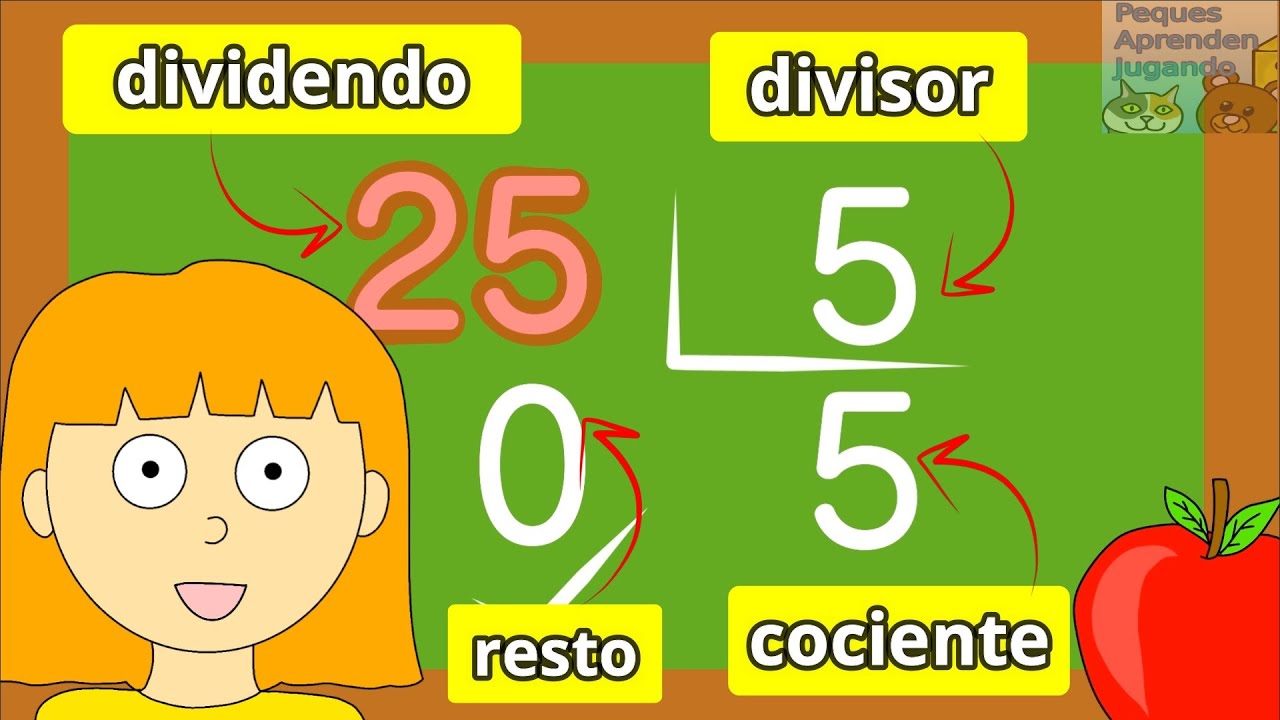 Peques
Aprenden
Jugando
dividendo
divisor
25
5
0
5
resto
cociente